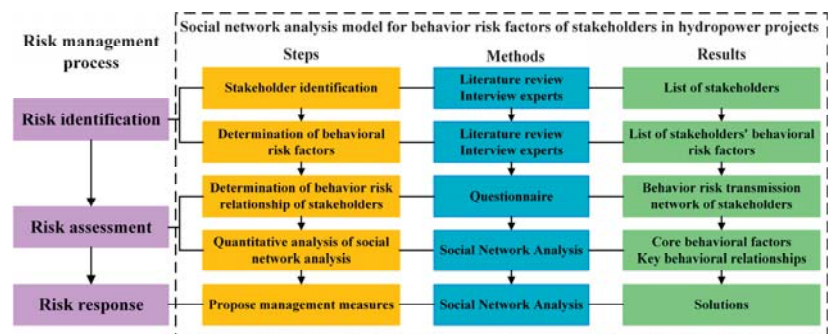 Social network analysis model for behavior risk factors of stakeholders in hydropower projects
Risk management
process
Steps
Methods
Results
Risk identification
Stakeholder identification
Literature review
Interview experts
List of stakeholders
Determination of behavioral
risk factors
Literature review
Interview experts
List of stakeholders' behavioral
risk factors
Risk assessment
Determination of behavior risk
relationship of stakeholders
Questionnaire
Behavior risk transmission
network of stakeholders
Quantitative analysis of social
network analysis
Social Network Analysis
Core behavioral factors
Key behavioral relationships
Risk response
Propose management measures
Social Network Analysis
Solutions